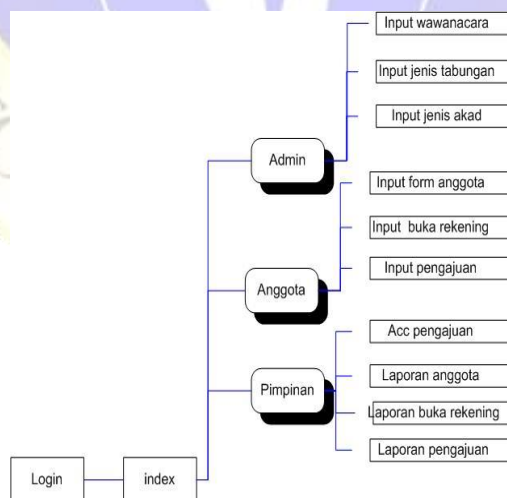 Input wawanacara
Input jenis tabungan
Input jenis akad
Admin
Input form anggota
Input buka rekening
Anggota
Input pengajuan
Acc pengajuan
Laporan anggota
Pimpinan
Laporan buka rekening
Laporan pengajuan
Login
index